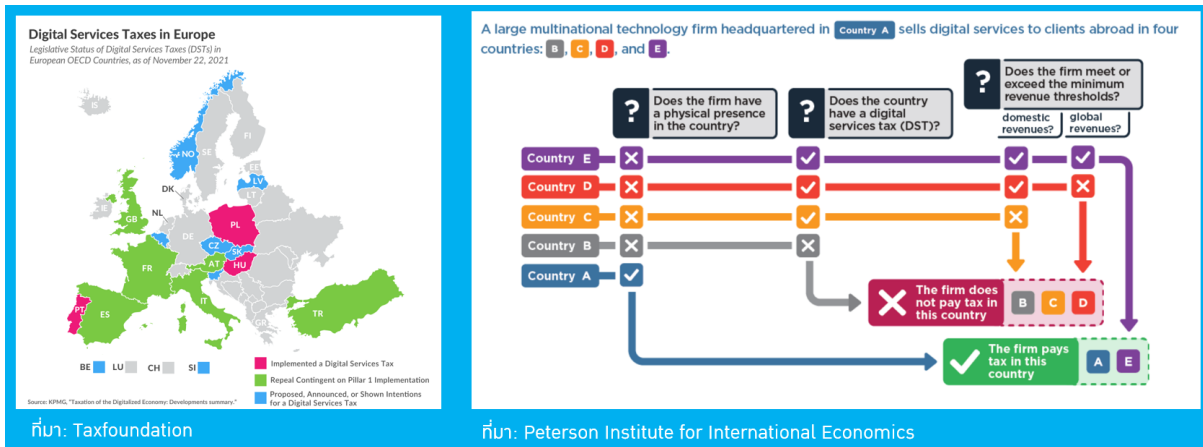 Digital Services Taxes in Europe
Legislative Status of Digital Services Taxes (DSTs) in
European OECD Countries, as of November 22, 2021
IS
FI
NO
SE
EE
LV
LT
DK
IE
GB
NL
PL
DE
CZ
SK
FR
AT
HU
IT
PT
ES
GR
TR
BE
LU
CH
SI
Implemented a Digital Services Tax
Repeal Contingent on Pillar 1 Implementation
Proposed, Announced, or Shown Intentions
for a Digital Services Tax
Source: KPMG, "Taxation of the Digitalized Economy: Developments summary."
ที่มา: Taxfoundation
A large multinational technology firm headquartered in Country A sells digital services to clients abroad in four
countries: B, C, D, and E.
? Does the firm have
a physical presence
in the country?
? Does the country
have a digital
services tax (DST)?
? Does the firm meet or
exceed the minimum
revenue thresholds?
domestic revenues?
global revenues?
Country E
Country D
Country C
Country B
Country A
The firm does
not pay tax in
this country
B C D
The firm pays
tax in this
country
A E
ที่มา: Peterson Institute for International Economics